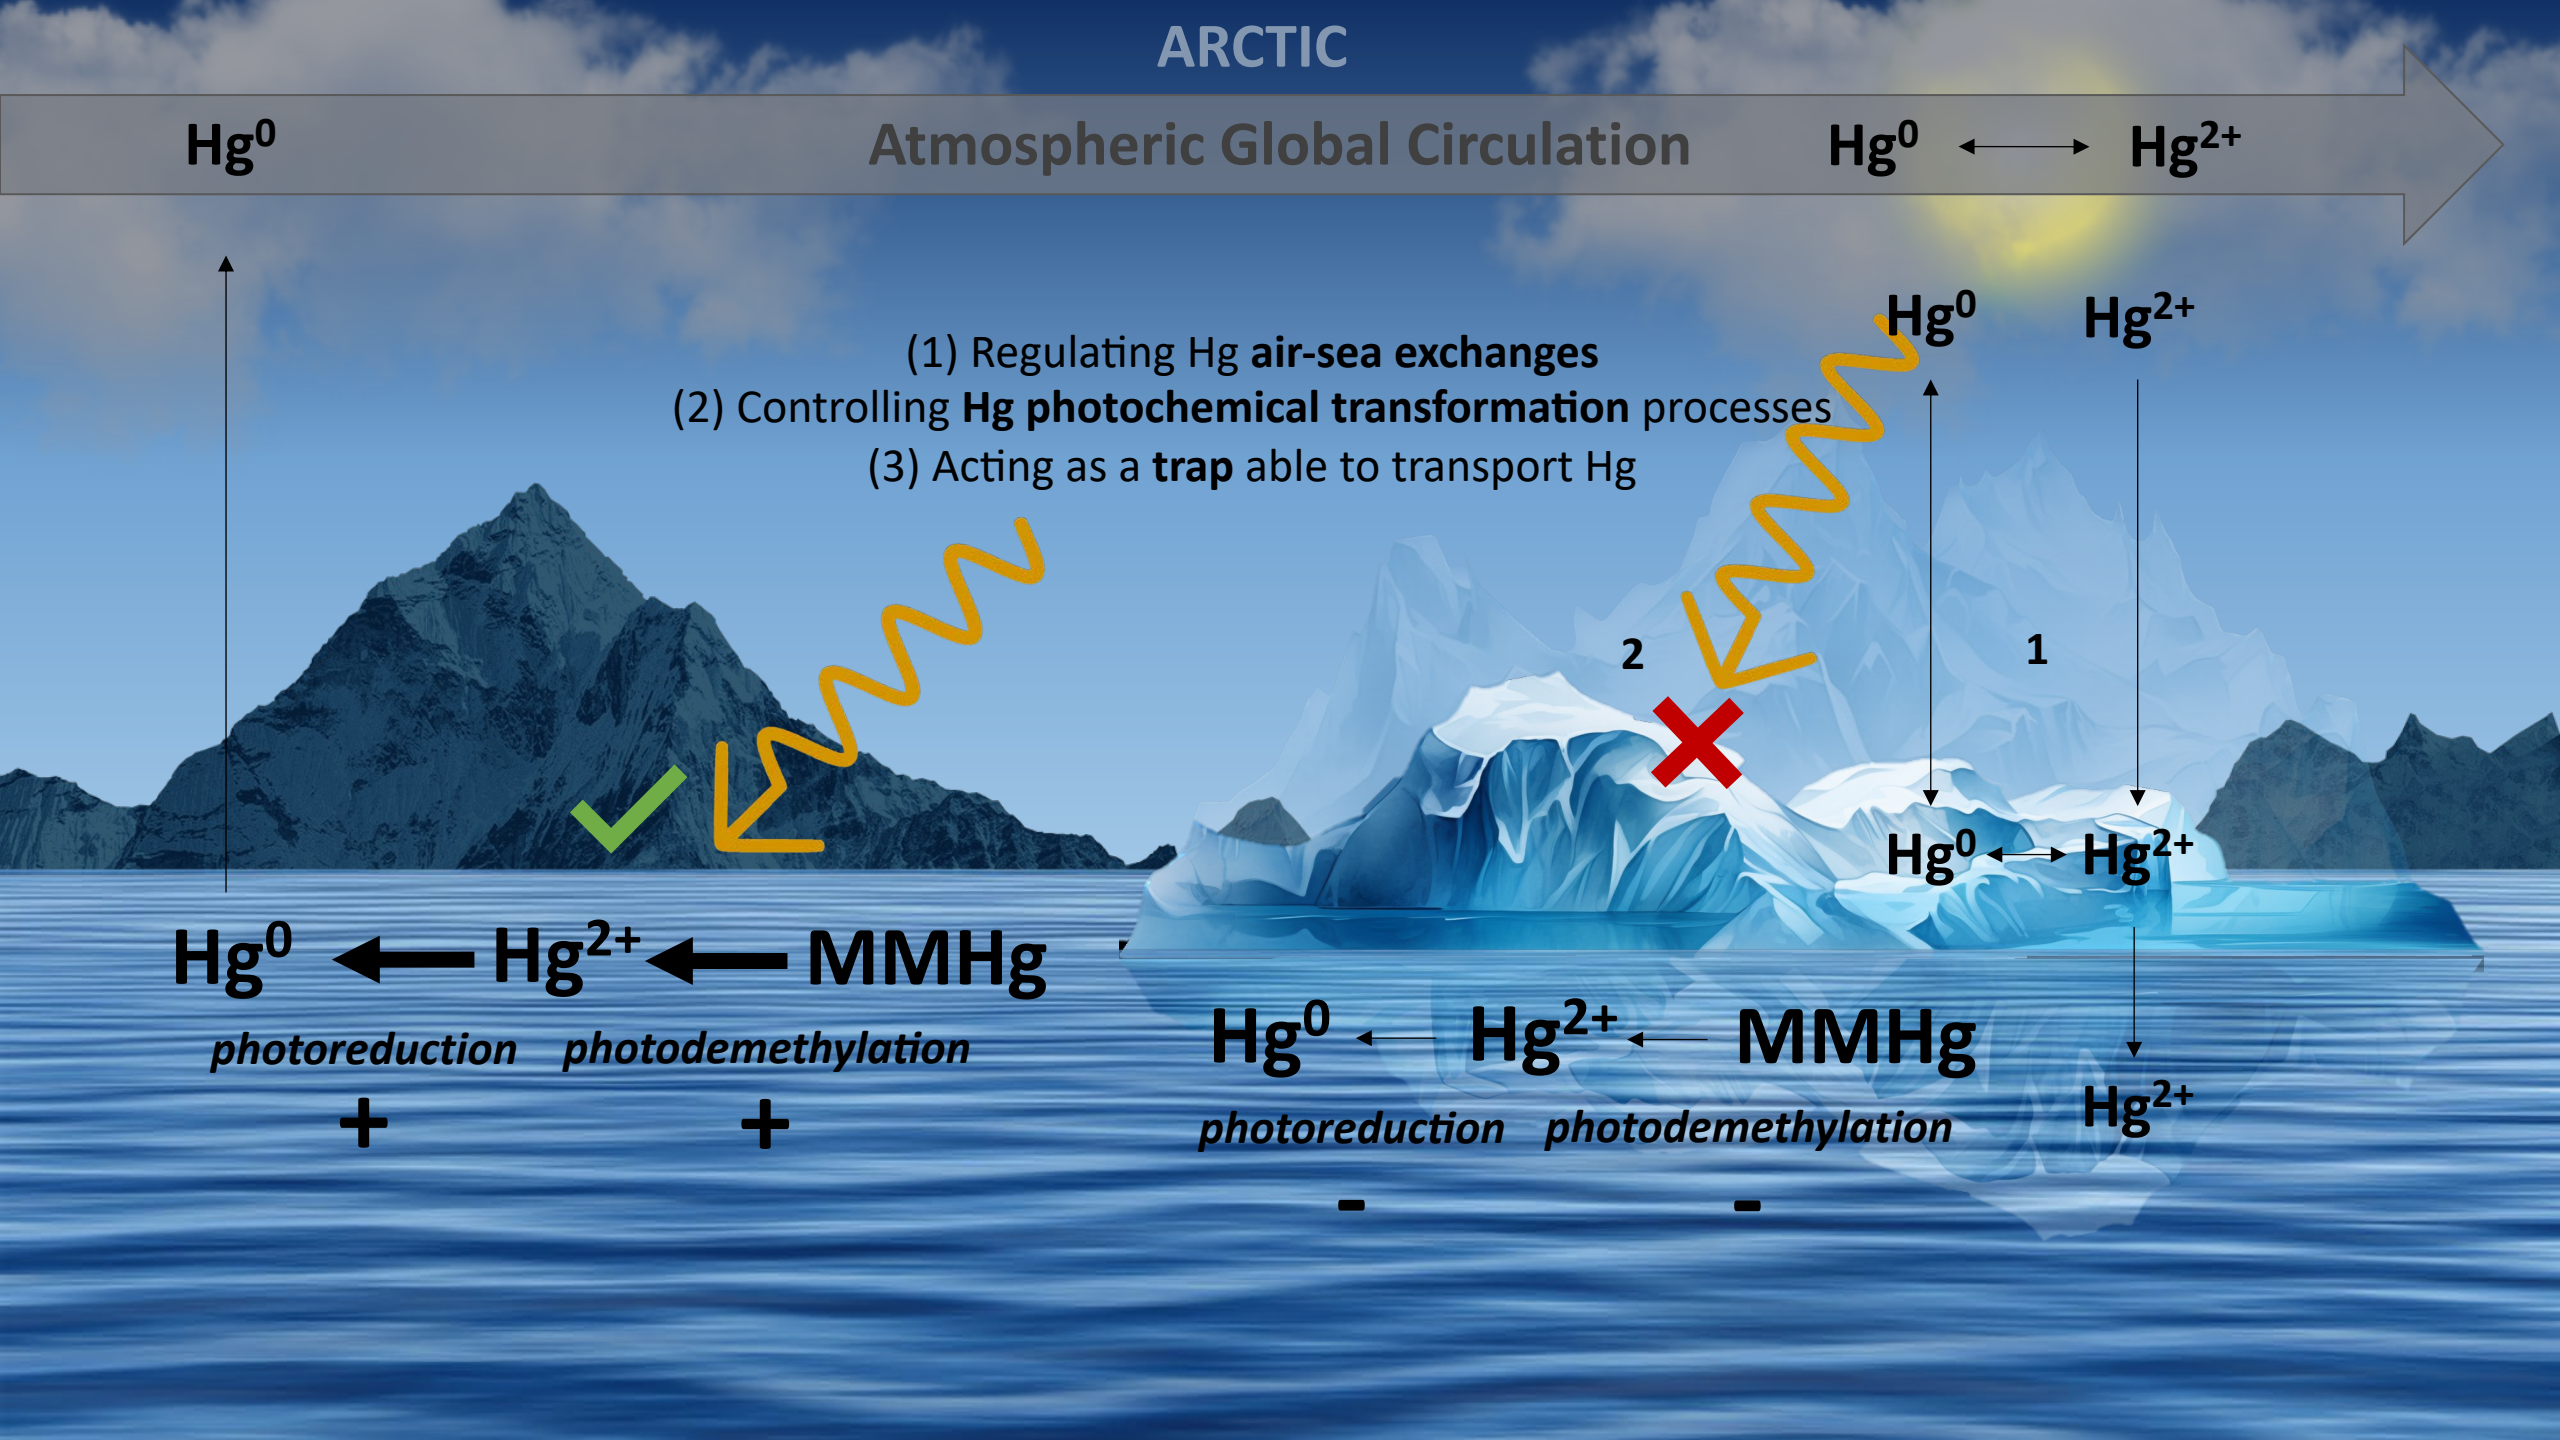 ARCTIC
Hg⁰ Atmospheric Global Circulation Hg⁰ Hg²⁺
Hg⁰ Hg²⁺
(1) Regulating Hg air-sea exchanges
(2) Controlling Hg photochemical transformation processes
(3) Acting as a trap able to transport Hg
2 1
Hg⁰ Hg²⁺
Hg⁰ Hg²⁺ MMHg
photoreduction photodemethylation
+ +
Hg⁰ Hg²⁺ MMHg
Hg²⁺
photoreduction photodemethylation
- -